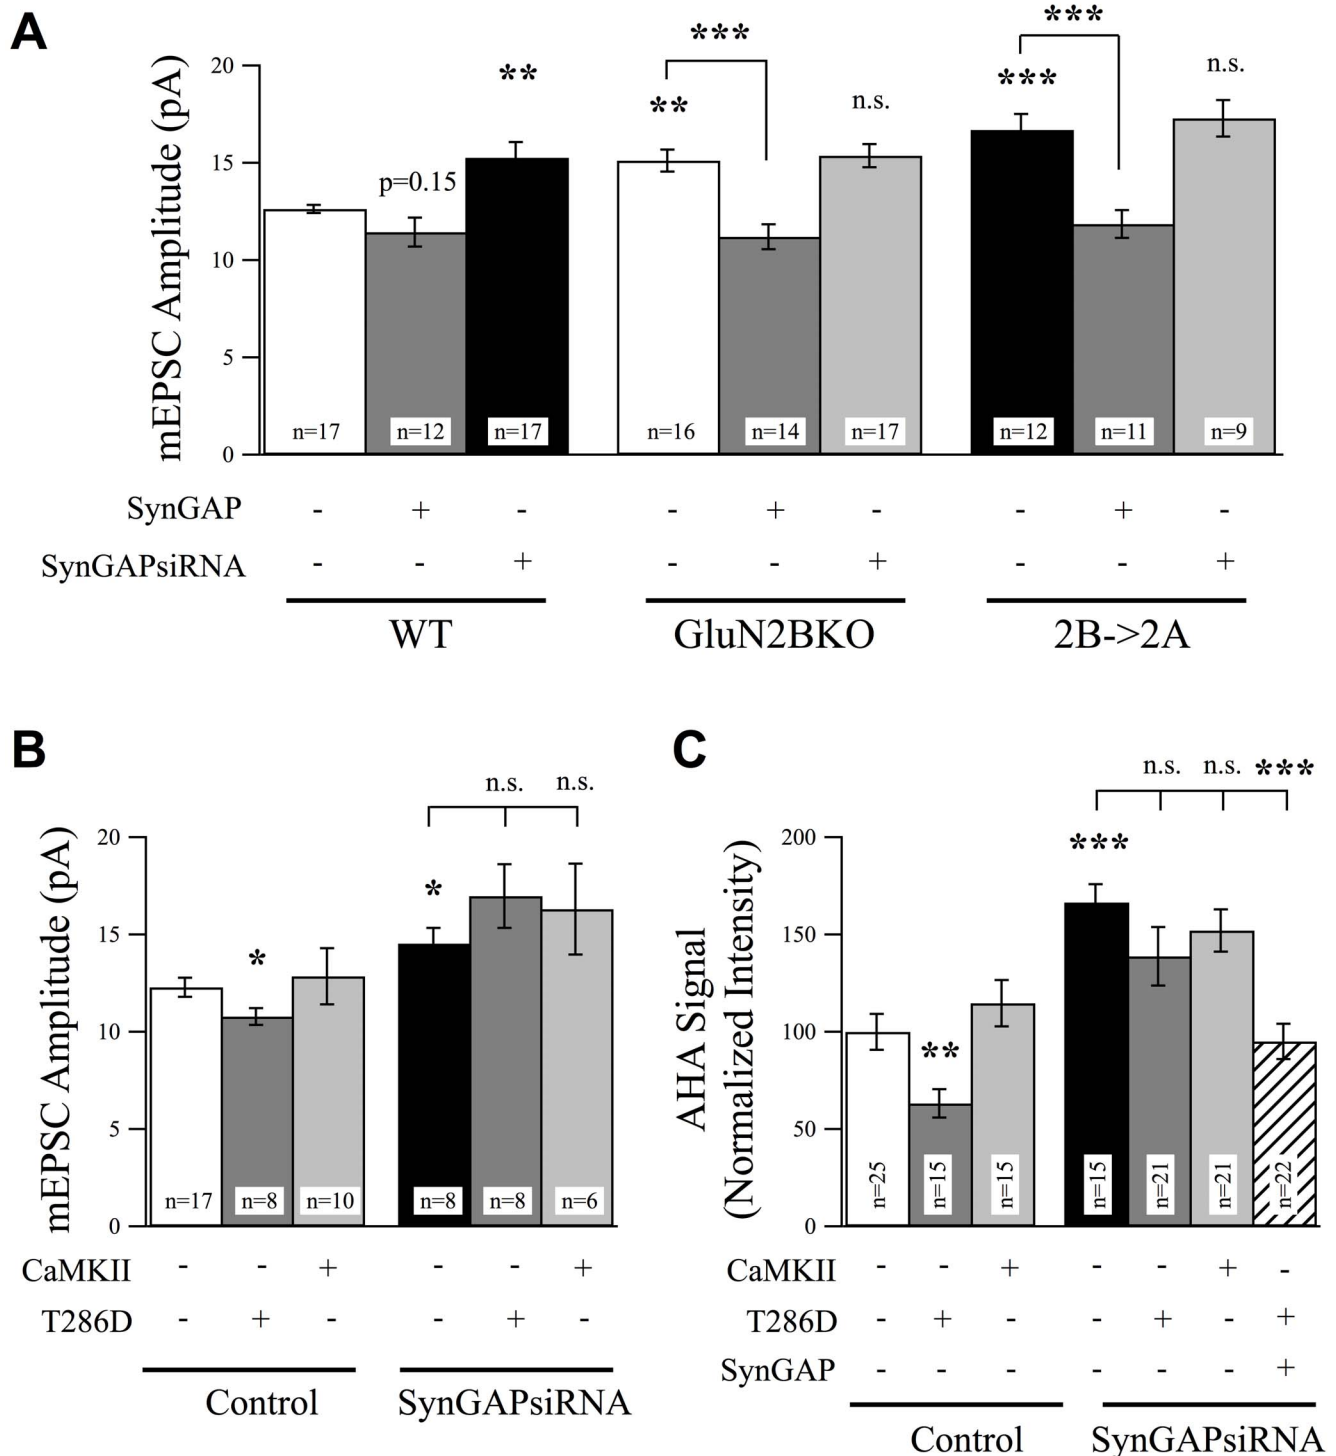 A
mEPSC Amplitude (pA)
20
15
10
5
0
p=0.15
**
**
***
n.s.
***
***
n.s.
n=17
n=12
n=17
n=16
n=14
n=17
n=12
n=11
n=9
SynGAP - + - - + - - + -
SynGAPsiRNA - - + - - + - - +
WT
GluN2BKO
2B->2A
B
mEPSC Amplitude (pA)
20
15
10
5
0
*
*
n.s.
n.s.
n=17
n=8
n=10
n=8
n=8
n=6
CaMKII - - + - - +
T286D - + - - + -
Control
SynGAPsiRNA
C
AHA Signal
(Normalized Intensity)
200
150
100
50
0
**
***
n.s.
n.s.
***
n=25
n=15
n=15
n=15
n=21
n=21
n=22
CaMKII - - + - - + -
T286D - + - - + - +
SynGAP - - - - - - +
Control
SynGAPsiRNA